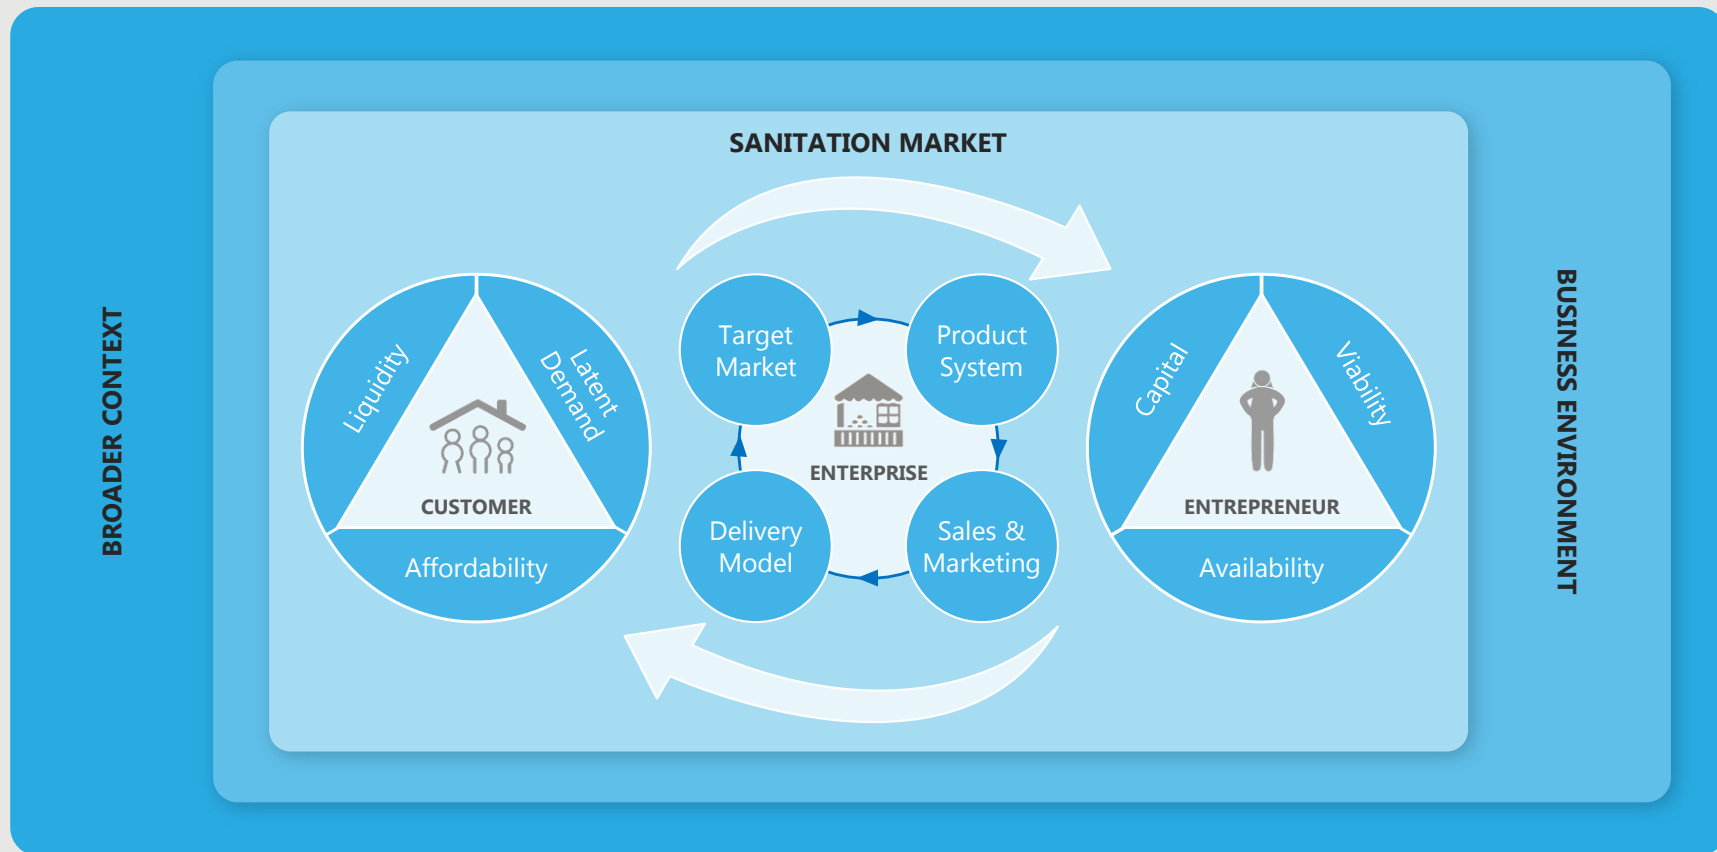 SANITATION MARKET
BROADER CONTEXT
BUSINESS ENVIRONMENT
Liquidity
Latent
Demand
CUSTOMER
Affordability
Target
Market
Product
System
ENTERPRISE
Delivery
Model
Sales &
Marketing
Capital
Viability
ENTREPRENEUR
Availability